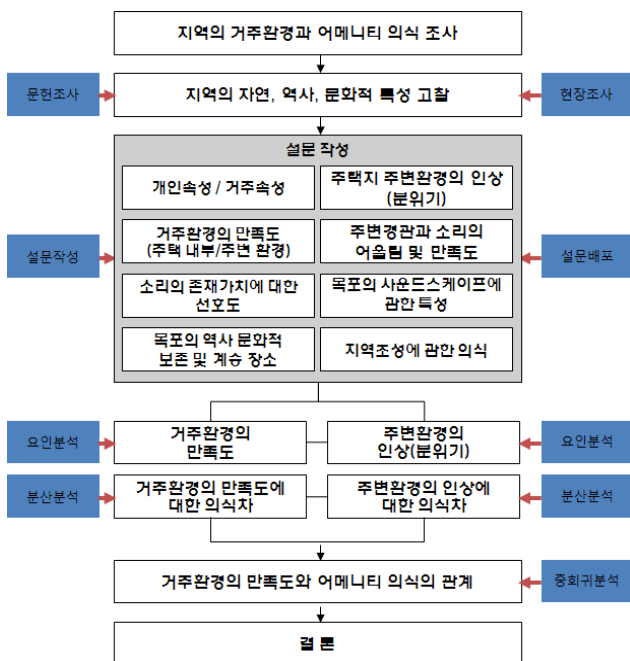 지역의 거주환경과 어메니티 의식 조사
문헌조사
지역의 자연, 역사, 문화적 특성 고찰
현장조사
설문 작성
개인속성 / 거주속성
주택지 주변환경의 인상
(분위기)
거주환경의 만족도
(주택 내부/주변 환경)
주변경관과 소리의
어울림 및 만족도
설문작성
설문배포
소리의 존재가치에 대한
선호도
목포의 사운드스케이프에
관한 특성
목포의 역사 문화적
보존 및 계승 장소
지역조성에 관한 의식
요인분석
거주환경의
만족도
주변환경의
인상(분위기)
요인분석
분산분석
거주환경의 만족도에
대한 의식차
주변환경의 인상에
대한 의식차
분산분석
거주환경의 만족도와 어메니티 의식의 관계
중회귀분석
결 론